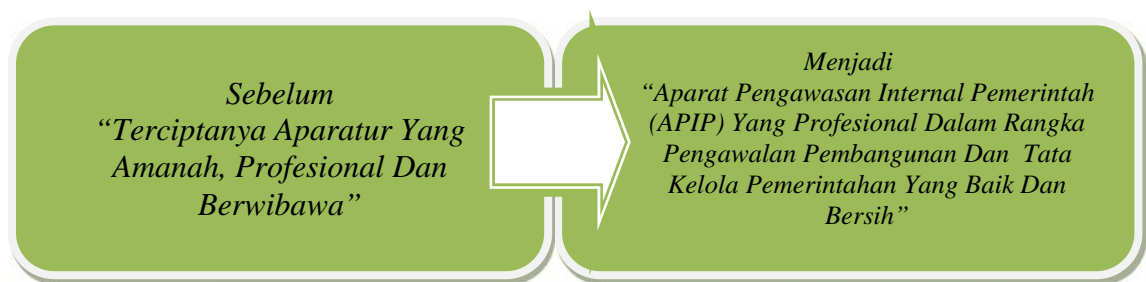 Sebelum
“Terciptanya Aparatur Yang
Amanah, Profesional Dan
Berwibawa”
Menjadi
“Aparat Pengawasan Internal Pemerintah
(APIP) Yang Profesional Dalam Rangka
Pengawalan Pembangunan Dan Tata
Kelola Pemerintahan Yang Baik Dan
Bersih”